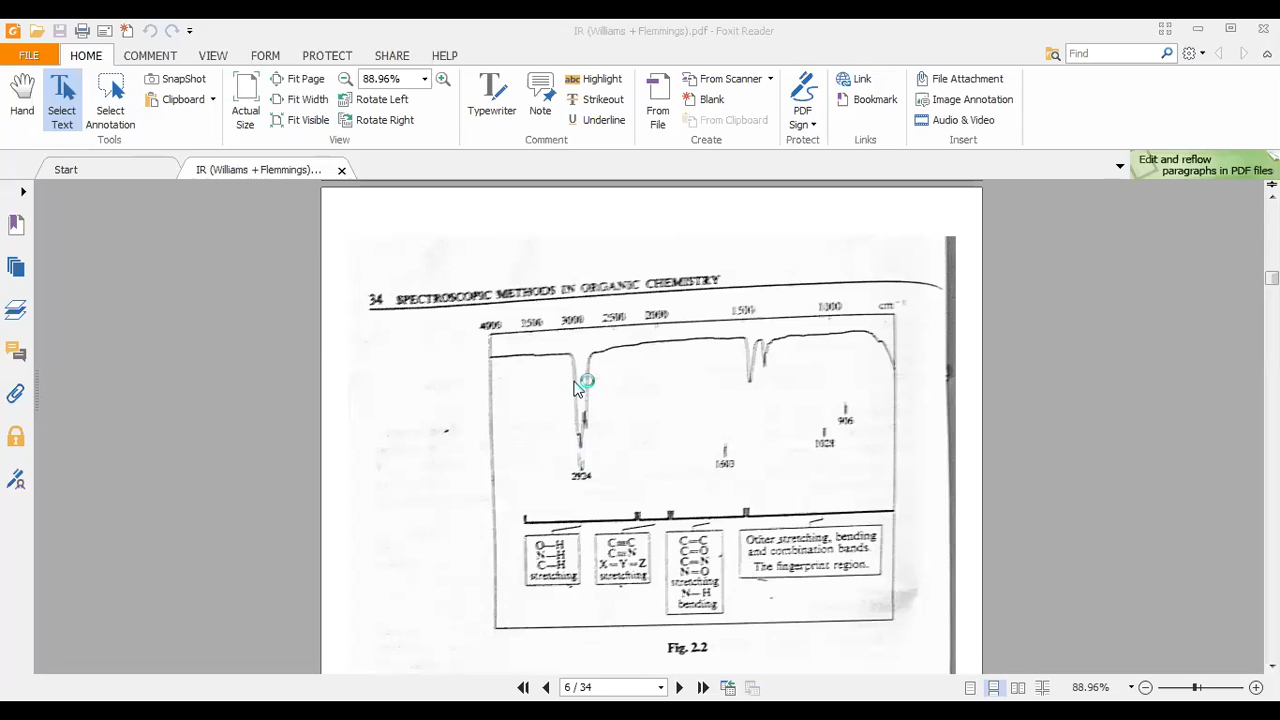 IR (Williams + Flemmings).pdf - Foxit Reader
FILE HOME COMMENT VIEW FORM PROTECT SHARE HELP
Find
Hand
Select Text
Select Annotation
SnapShot
Clipboard
Tools
Actual Size
Fit Page
Fit Width
Fit Visible
88.96%
Rotate Left
Rotate Right
View
Typewriter
Note
Highlight
Strikeout
Underline
Comment
From File
From Scanner
Blank
From Clipboard
Create
PDF Sign
Protect
Link
Bookmark
Links
File Attachment
Image Annotation
Audio & Video
Insert
Start
IR (Williams + Flemmings)...
Edit and reflow
paragraphs in PDF files
34 SPECTROSCOPIC METHODS IN ORGANIC CHEMISTRY
4000 3500 3000 2500 2000 1500 1000 cm⁻¹
906
1028
1603
2924
O—H
N—H
C—H
stretching
C≡C
C≡N
X=Y=Z
stretching
C=C
C=O
C=N
N=O
stretching
N—H
bending
Other stretching, bending
and combination bands.
The fingerprint region.
Fig. 2.2
6 / 34
88.96%